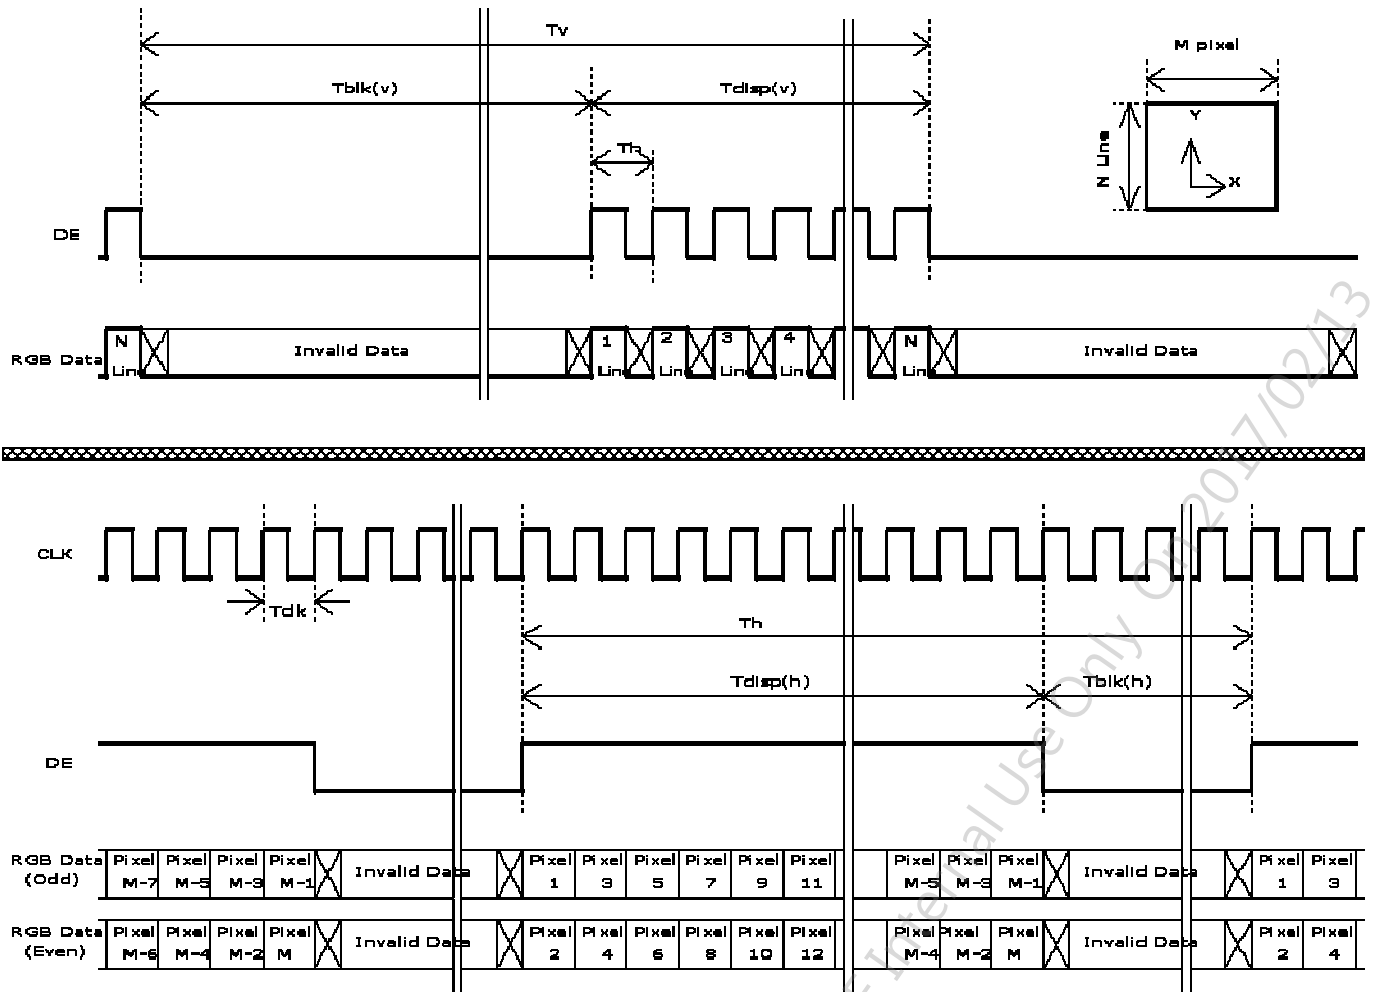 Tv
M pixel
Tblk(v)
Tdisp(v)
Y
N Line
Th
X
DE
N
1
2
3
4
N
RGB Data
Invalid Data
Invalid Data
Line
Line
Line
Line
Line
Line
CLK
Tclk
Th
Tdisp(h)
Tblk(h)
DE
RGB Data
(Odd)
Pixel M-7
Pixel M-5
Pixel M-3
Pixel M-1
Invalid Data
Pixel 1
Pixel 3
Pixel 5
Pixel 7
Pixel 9
Pixel 11
Pixel M-5
Pixel M-3
Pixel M-1
Invalid Data
Pixel 1
Pixel 3
RGB Data
(Even)
Pixel M-6
Pixel M-4
Pixel M-2
Pixel M
Invalid Data
Pixel 2
Pixel 4
Pixel 6
Pixel 8
Pixel 10
Pixel 12
Pixel M-4
Pixel M-2
Pixel M
Invalid Data
Pixel 2
Pixel 4
Internal Use Only On 2017/02/13